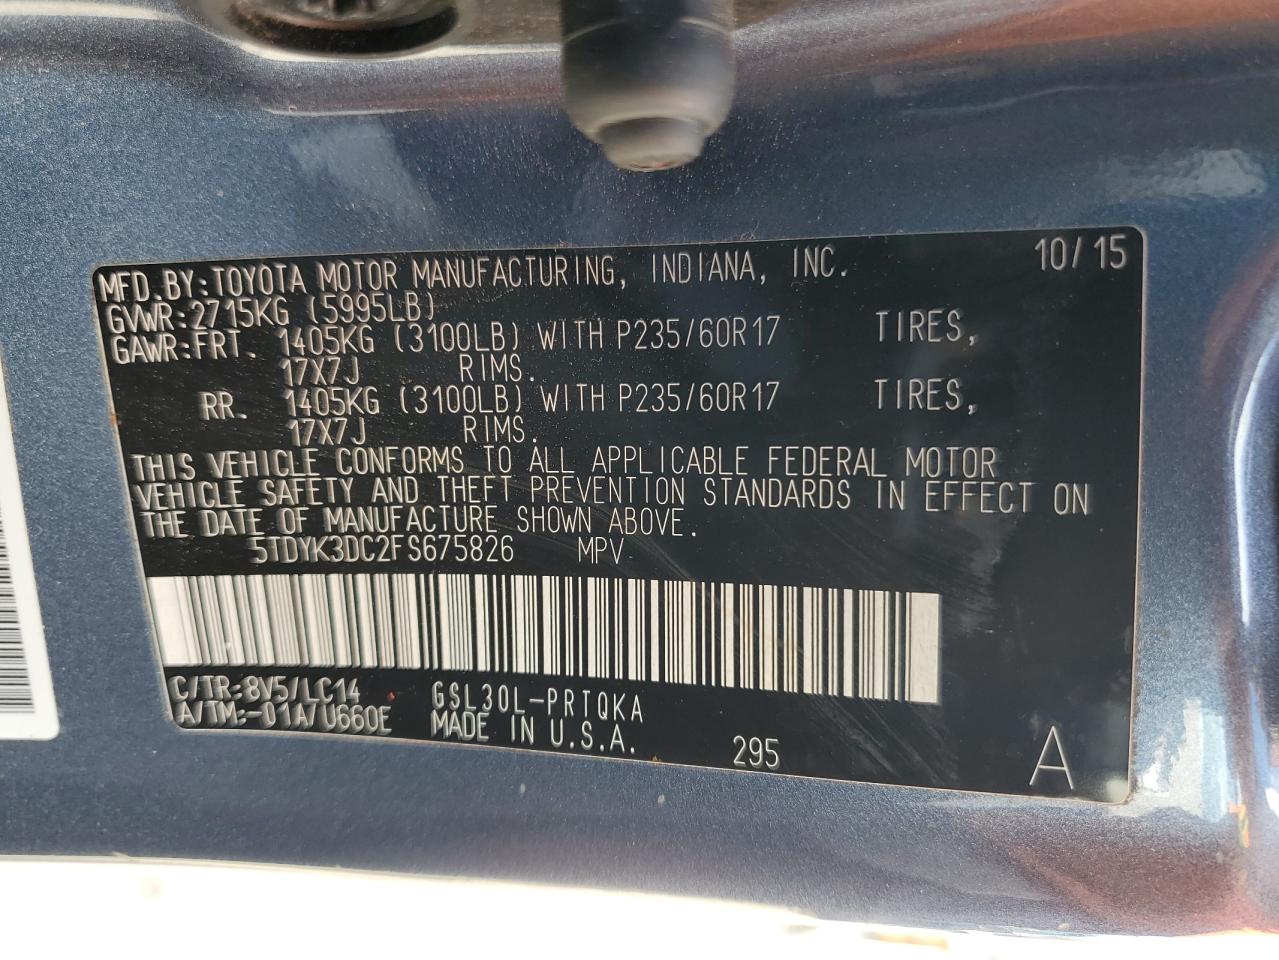 MFD.BY:TOYOTA MOTOR MANUFACTURING, INDIANA, INC. 10/15
GVWR:2715KG (5995LB)
GAWR:FRT. 1405KG (3100LB) WITH P235/60R17 TIRES,
17X7J RIMS.
RR. 1405KG (3100LB) WITH P235/60R17 TIRES,
17X7J RIMS.
THIS VEHICLE CONFORMS TO ALL APPLICABLE FEDERAL MOTOR
VEHICLE SAFETY AND THEFT PREVENTION STANDARDS IN EFFECT ON
THE DATE OF MANUFACTURE SHOWN ABOVE.
5TDYK3DC2FS675826 MPV
C/TR:8V5/LC14 GSL30L-PRTQKA
A/TM:-01A/U660E MADE IN U.S.A. 295 A